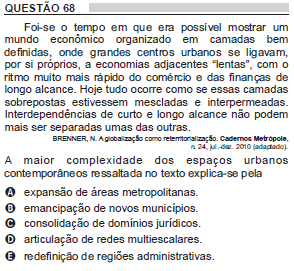 QUESTÃO 68
Foi-se o tempo em que era possível mostrar um
mundo econômico organizado em camadas bem
definidas, onde grandes centros urbanos se ligavam,
por si próprios, a economias adjacentes “lentas”, com o
ritmo muito mais rápido do comércio e das finanças de
longo alcance. Hoje tudo ocorre como se essas camadas
sobrepostas estivessem mescladas e interpermeadas.
Interdependências de curto e longo alcance não podem
mais ser separadas umas das outras.
BRENNER, N. A globalização como reterritorialização. Cadernos Metrópole,
n. 24, jul.-dez. 2010 (adaptado).
A maior complexidade dos espaços urbanos
contemporâneos ressaltada no texto explica-se pela
A expansão de áreas metropolitanas.
B emancipação de novos municípios.
C consolidação de domínios jurídicos.
D articulação de redes multiescalares.
E redefinição de regiões administrativas.